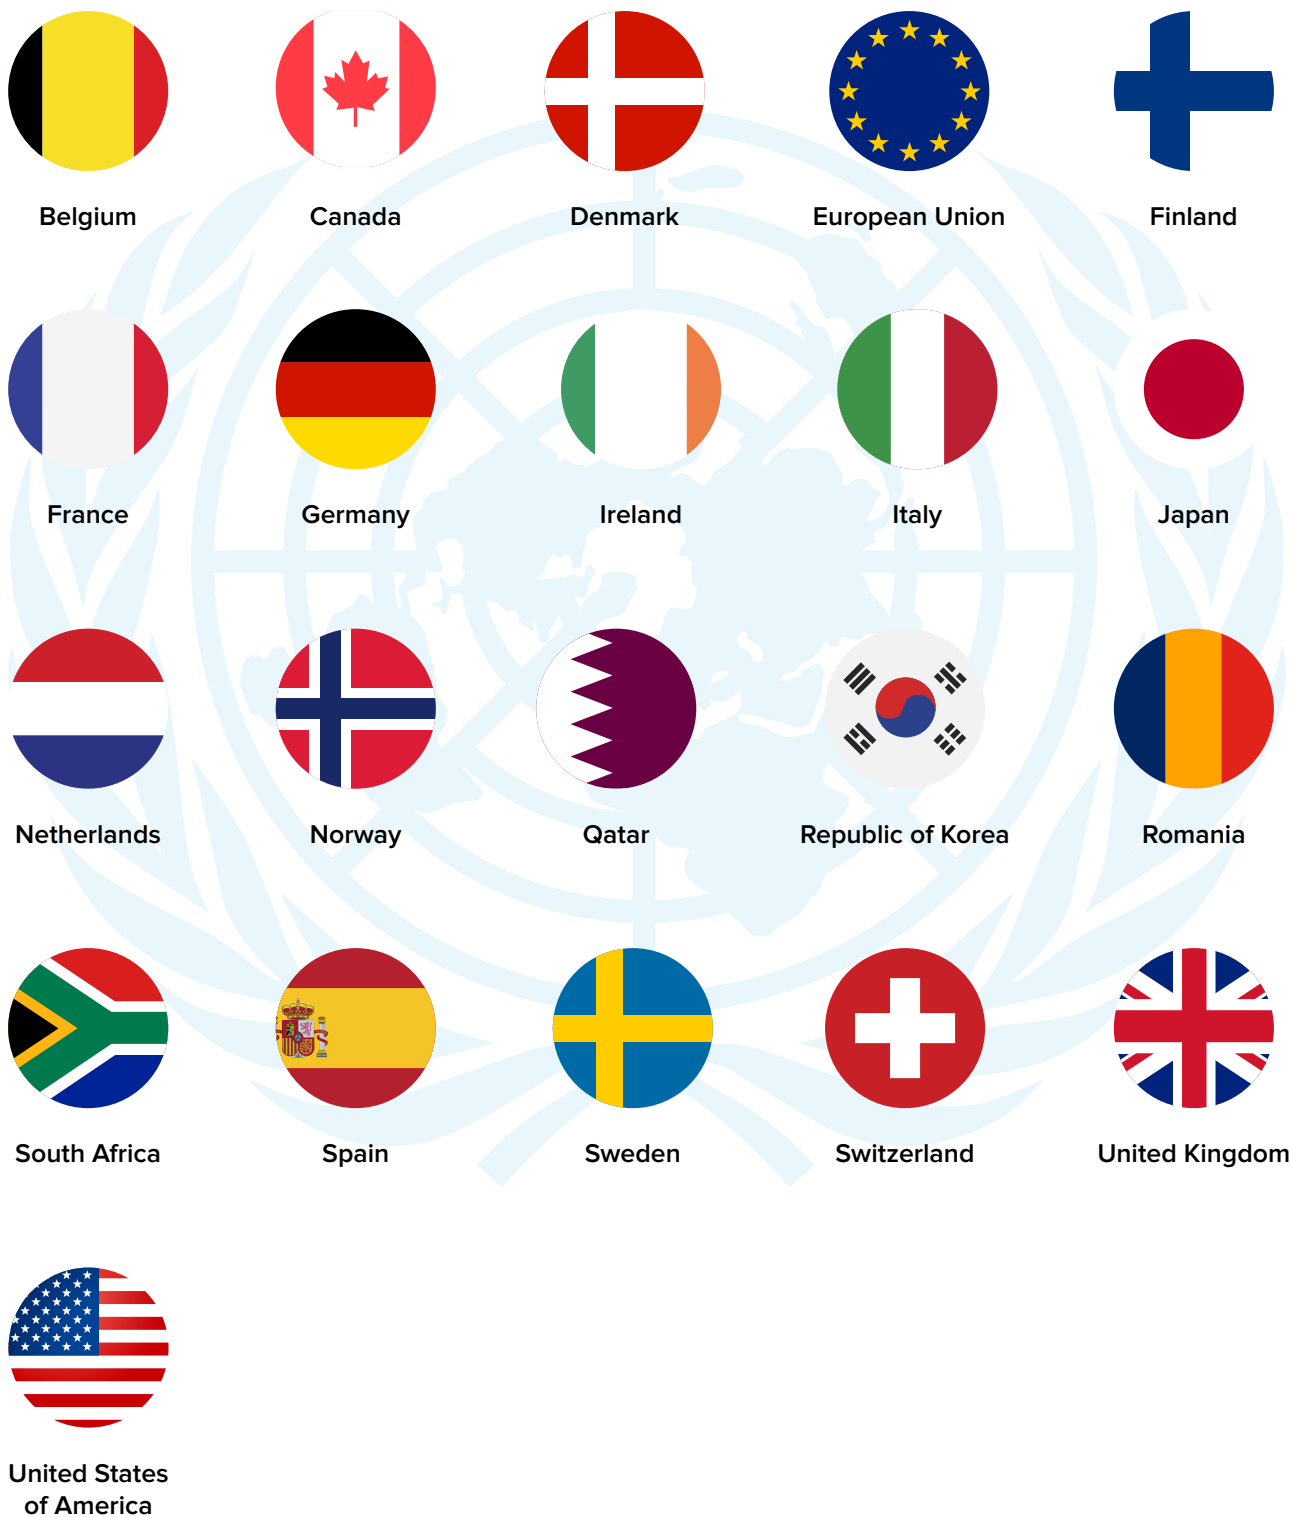 Belgium
Canada
Denmark
European Union
Finland
France
Germany
Ireland
Italy
Japan
Netherlands
Norway
Qatar
Republic of Korea
Romania
South Africa
Spain
Sweden
Switzerland
United Kingdom
United States
of America